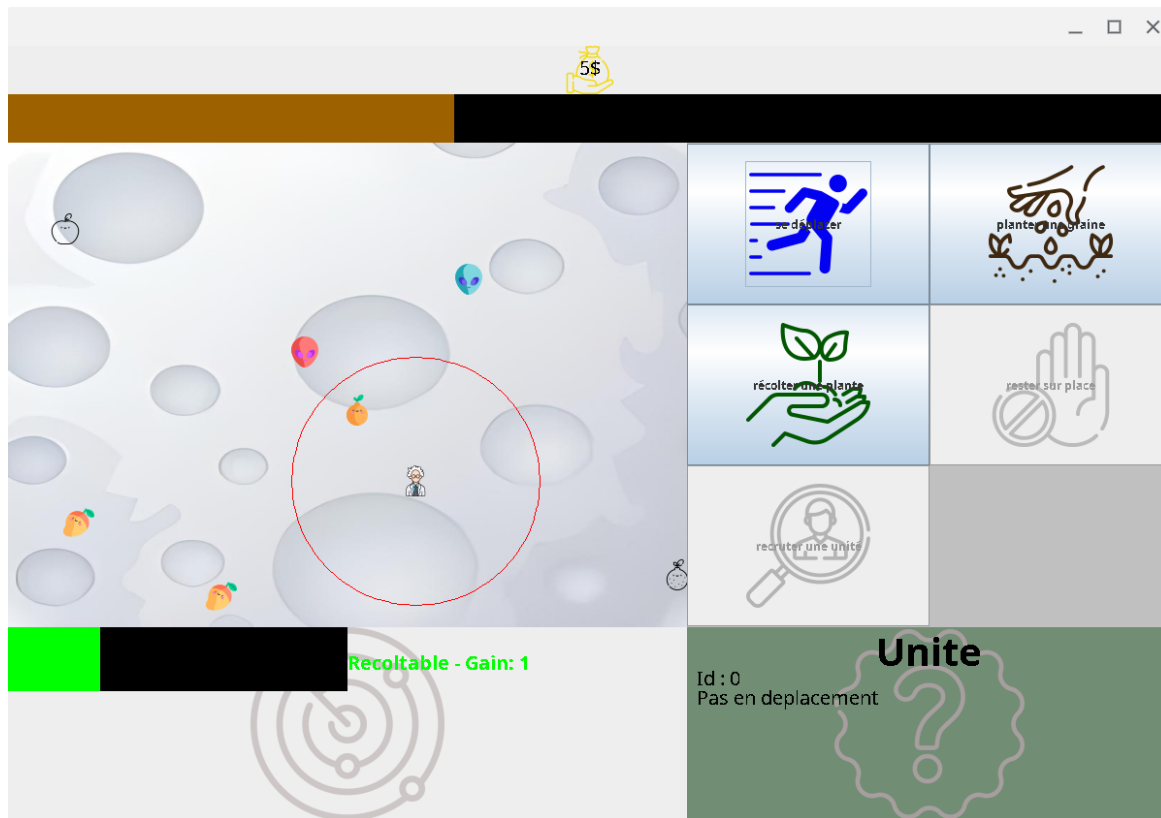 5$
se déplacer
planter une graine
récolter une plante
rester sur place
recruter une unité
Recoltable - Gain: 1
Unite
Id : 0
Pas en deplacement